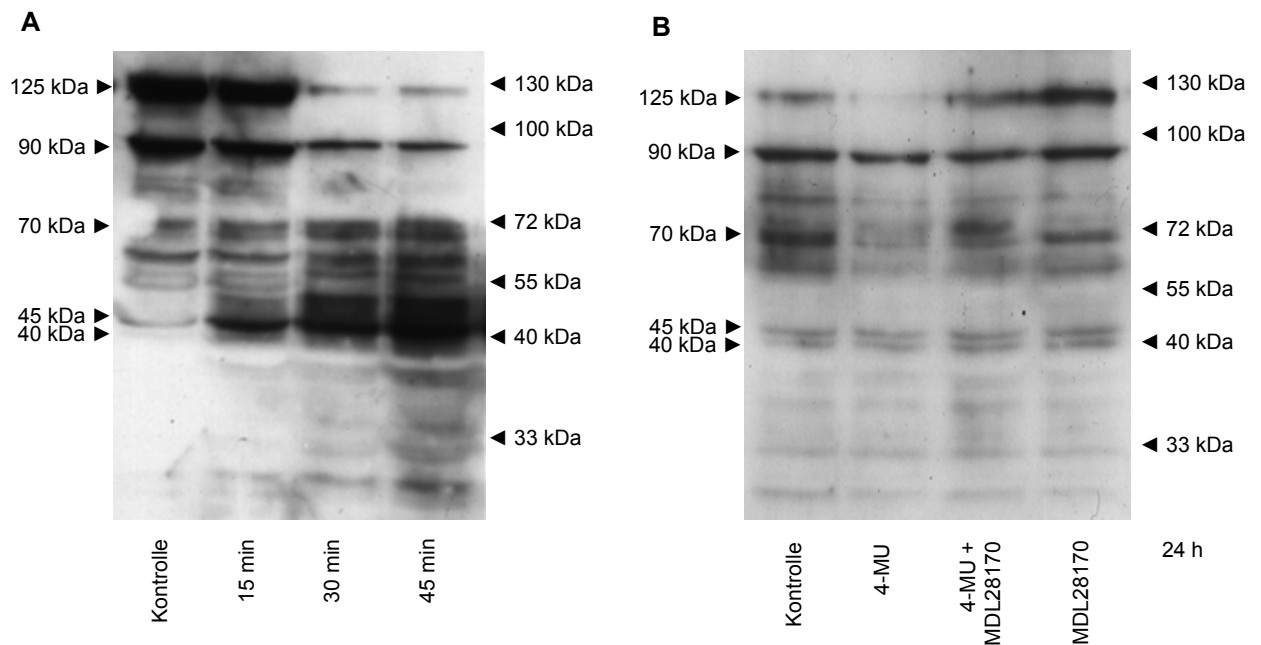 A
125 kDa ►
90 kDa ►
70 kDa ►
45 kDa ►
40 kDa ►
◄ 130 kDa
◄ 100 kDa
◄ 72 kDa
◄ 55 kDa
◄ 40 kDa
◄ 33 kDa
Kontrolle
15 min
30 min
45 min
B
125 kDa ►
90 kDa ►
70 kDa ►
45 kDa ►
40 kDa ►
◄ 130 kDa
◄ 100 kDa
◄ 72 kDa
◄ 55 kDa
◄ 40 kDa
◄ 33 kDa
Kontrolle
4-MU
4-MU +
MDL28170
MDL28170
24 h